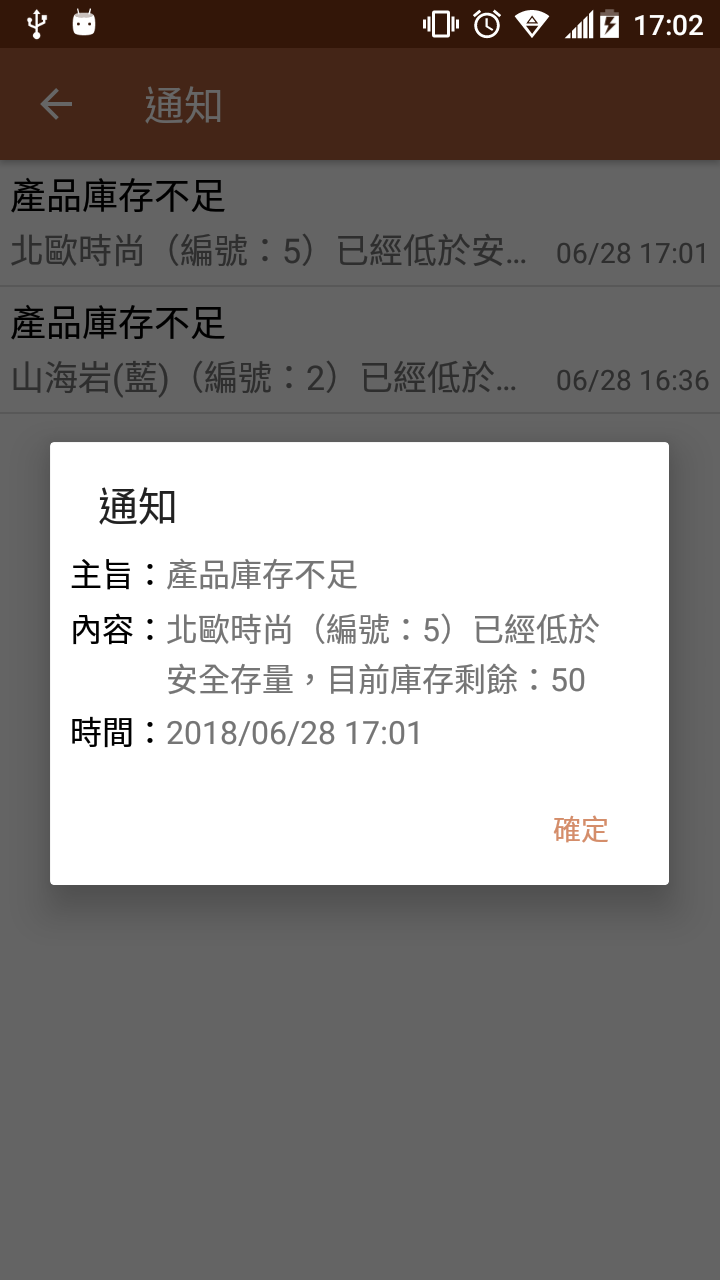 17:02
通知
產品庫存不足
北歐時尚（編號：5）已經低於安... 06/28 17:01
產品庫存不足
山海岩(藍)（編號：2）已經低於... 06/28 16:36
通知
主旨：產品庫存不足
內容：北歐時尚（編號：5）已經低於
安全存量，目前庫存剩餘：50
時間：2018/06/28 17:01
確定